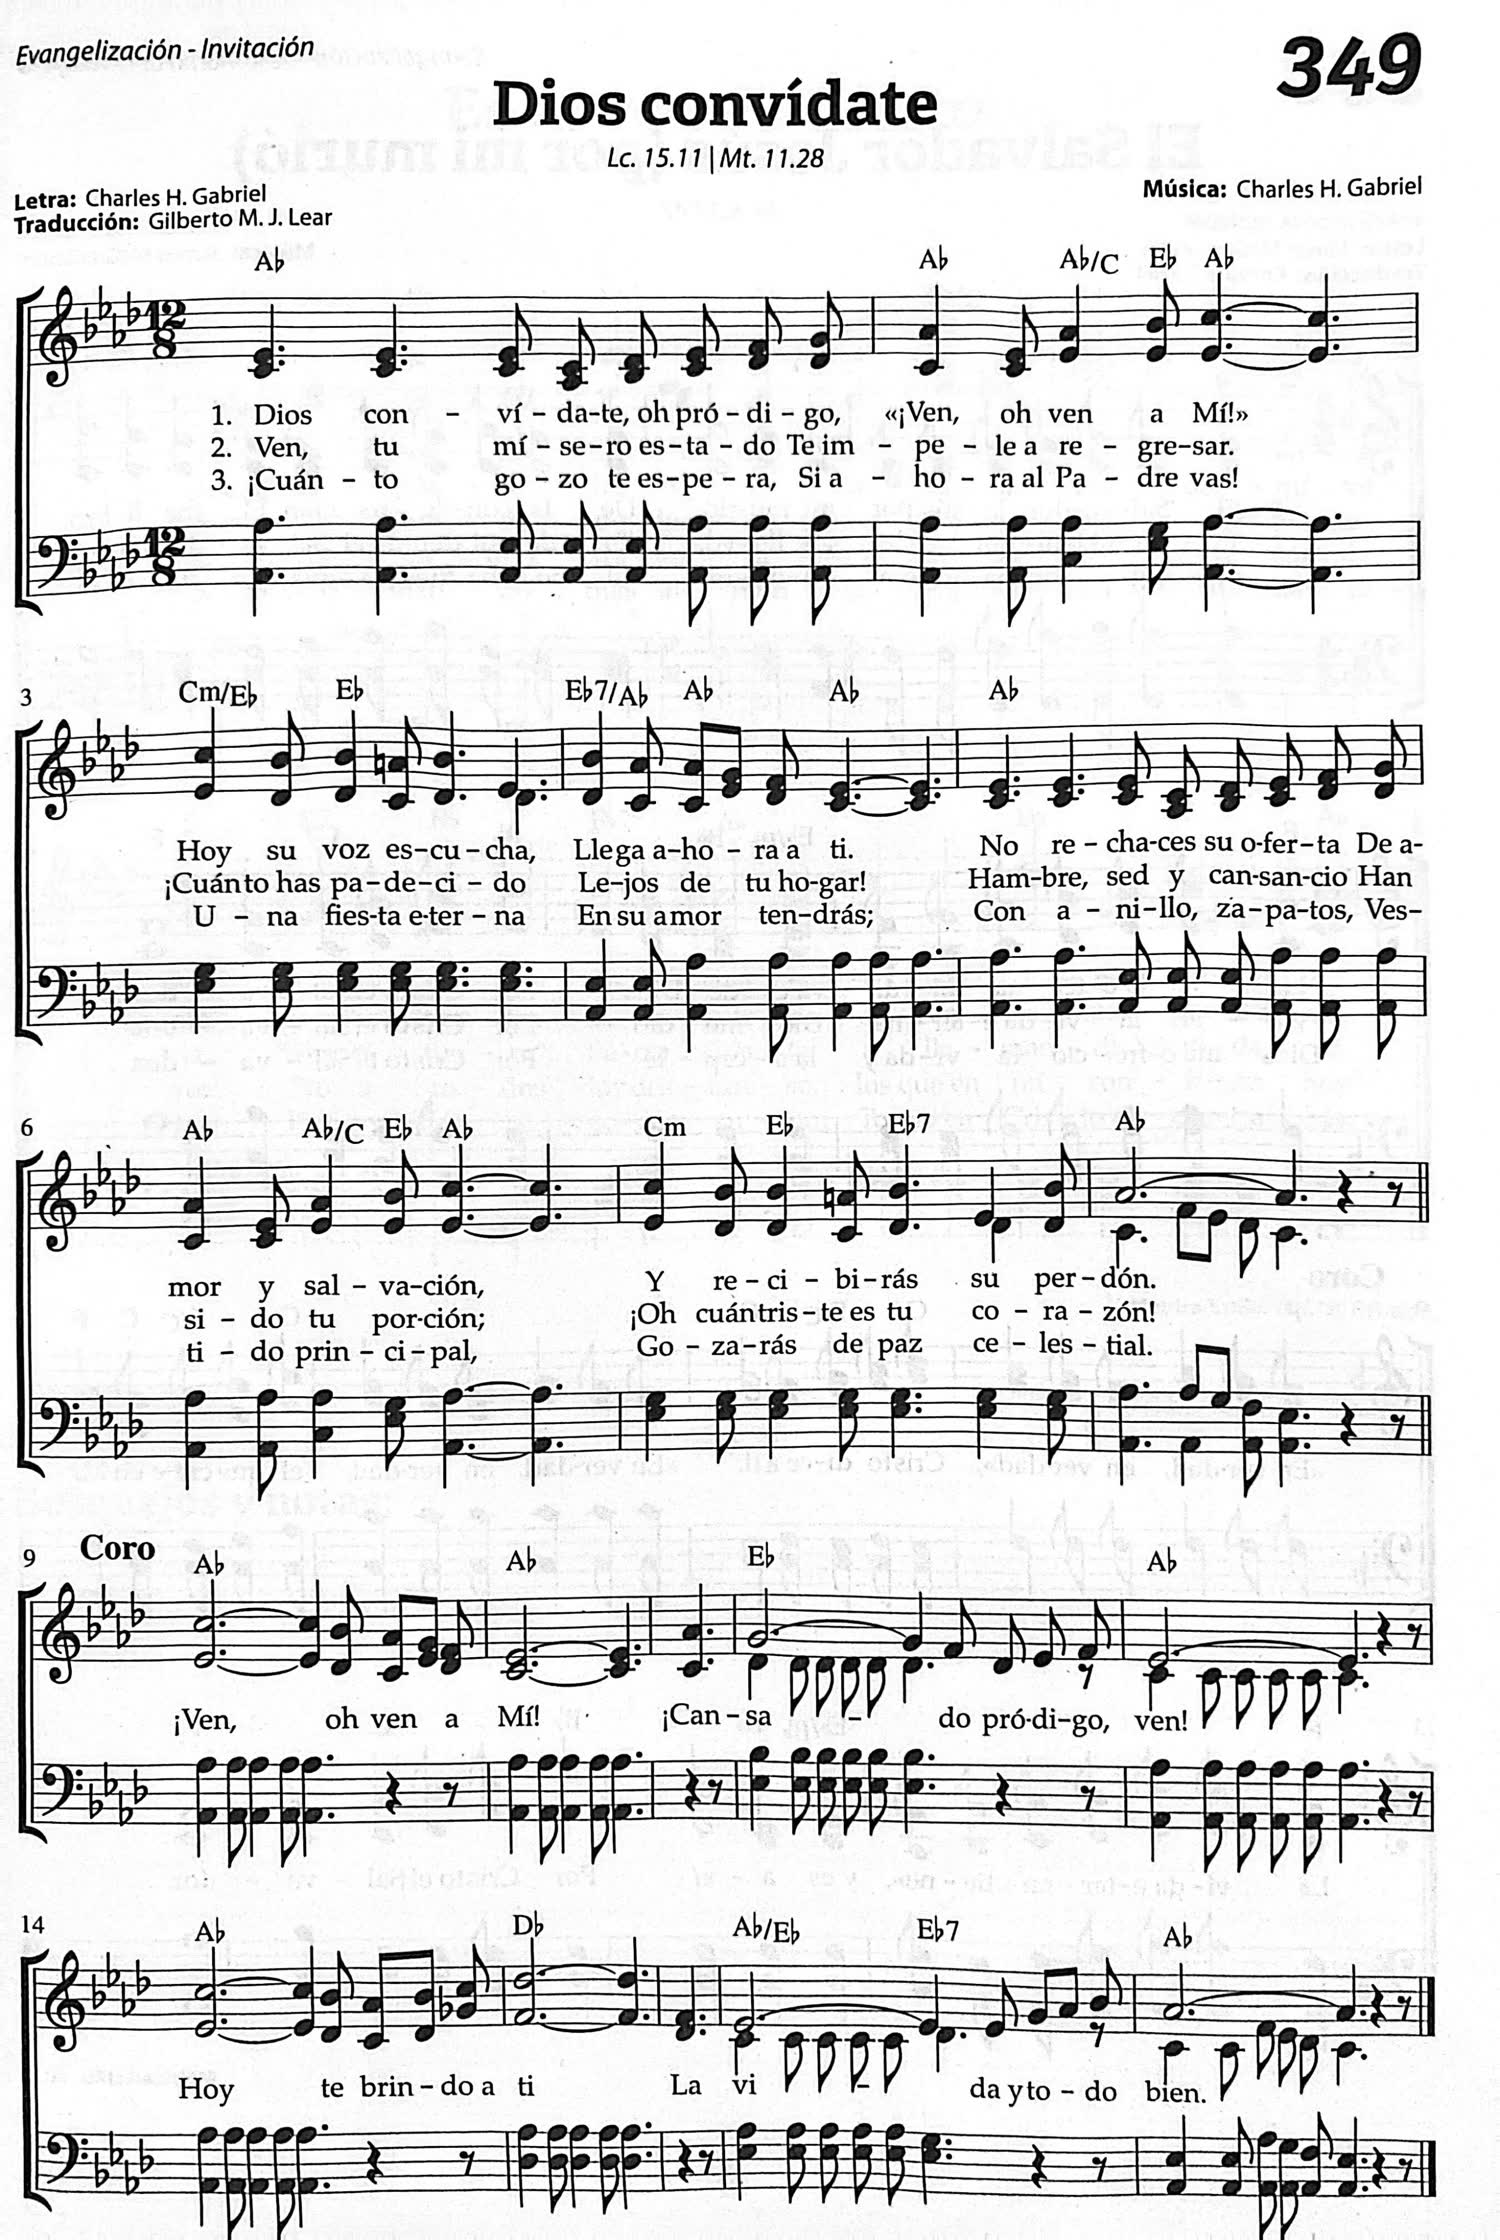 Evangelización - Invitación
349
Dios convídate
Lc. 15.11 | Mt. 11.28
Letra: Charles H. Gabriel
Traducción: Gilberto M. J. Lear
Música: Charles H. Gabriel
A♭ A♭ A♭/C E♭ A♭
12/8
1. Dios con – ví – da–te, oh pró – di – go, «¡Ven, oh ven a Mí!»
2. Ven, tu mí – se–ro es–ta – do Te im – pe – le a re – gre–sar.
3. ¡Cuán – to go – zo te es–pe – ra, Si a – ho – ra al Pa – dre vas!
12/8
3 Cm/E♭ E♭ E♭7/A♭ A♭ A♭ A♭
Hoy su voz es–cu–cha, Llega a–ho – ra a ti. No re – cha–ces su o–fer–ta De a–
¡Cuánto has pa–de–ci – do Le–jos de tu ho–gar! Ham–bre, sed y can–san–cio Han
U – na fies–ta e–ter – na En su amor ten–drás; Con a – ni–llo, za–pa–tos, Ves–
6 A♭ A♭/C E♭ A♭ Cm E♭ E♭7 A♭
mor y sal – va–ción, Y re – ci – bi–rás su per–dón.
si – do tu por–ción; ¡Oh cuán tris–te es tu co – ra – zón!
ti – do prin – ci–pal, Go – za–rás de paz ce – les – tial.
9 Coro A♭ A♭ E♭ A♭
¡Ven, oh ven a Mí! ¡Can–sa – do pró–di–go, ven!
14 A♭ D♭ A♭/E♭ E♭7 A♭
Hoy te brin–do a ti La vi – da y to – do bien.